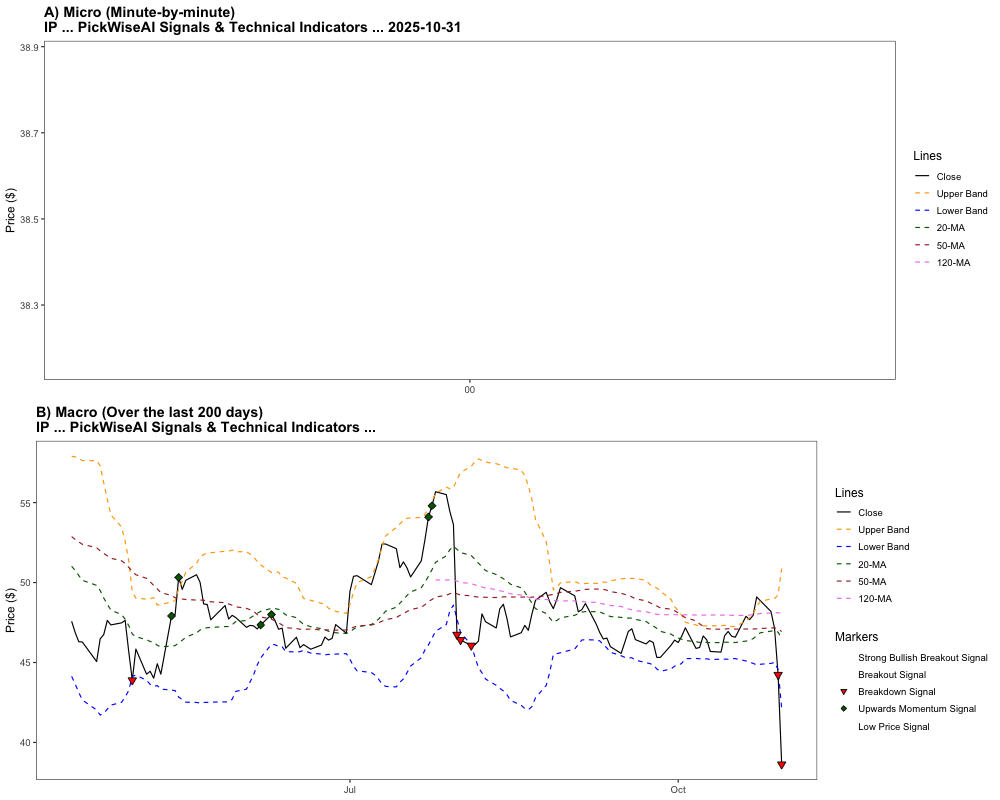 A) Micro (Minute-by-minute)
IP ... PickWiseAI Signals & Technical Indicators ... 2025-10-31
38.9
38.7
38.5
38.3
Price ($)
00
Lines
Close
Upper Band
Lower Band
20-MA
50-MA
120-MA
B) Macro (Over the last 200 days)
IP ... PickWiseAI Signals & Technical Indicators ...
55
50
45
40
Price ($)
Jul
Oct
Lines
Close
Upper Band
Lower Band
20-MA
50-MA
120-MA
Markers
Strong Bullish Breakout Signal
Breakout Signal
Breakdown Signal
Upwards Momentum Signal
Low Price Signal